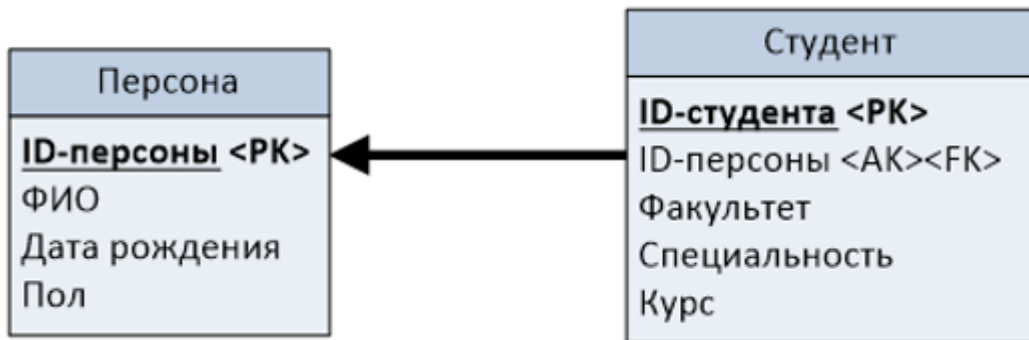 Персона
ID-персоны <PK>
ФИО
Дата рождения
Пол
Студент
ID-студента <PK>
ID-персоны <AK><FK>
Факультет
Специальность
Курс